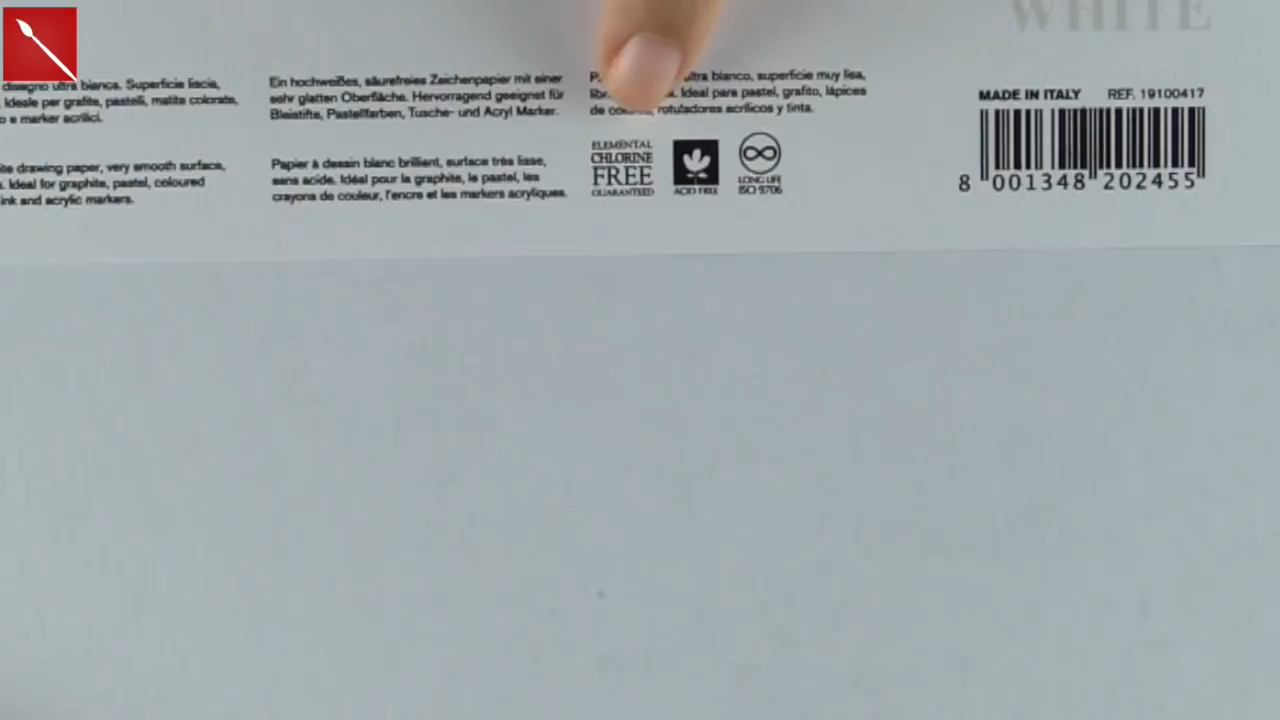 WHITE
disegno ultra bianca. Superficie liscia,
Ideale per grafite, pastelli, matite colorate,
o e marker acrilici.
drawing paper, very smooth surface,
Ideal for graphite, pastel, coloured
ink and acrylic markers.
Ein hochweißes, säurefreies Zeichenpapier mit einer
sehr glatten Oberfläche. Hervorragend geeignet für
Bleistifte, Pastellfarben, Tusche- und Acryl Marker.
Papier à dessin blanc brilliant, surface très lisse,
sans acide. Idéal pour la graphite, le pastel, les
crayons de couleur, l'encre et les markers acryliques.
ultra blanco, superficie muy lisa,
Ideal para pastel, grafito, lápices
de rotuladores acrílicos y tinta.
ELEMENTAL
CHLORINE
FREE
GUARANTEED
ACID FREE
LONG LIFE
ISO 9706
MADE IN ITALY REF. 19100417
8 001348 202455